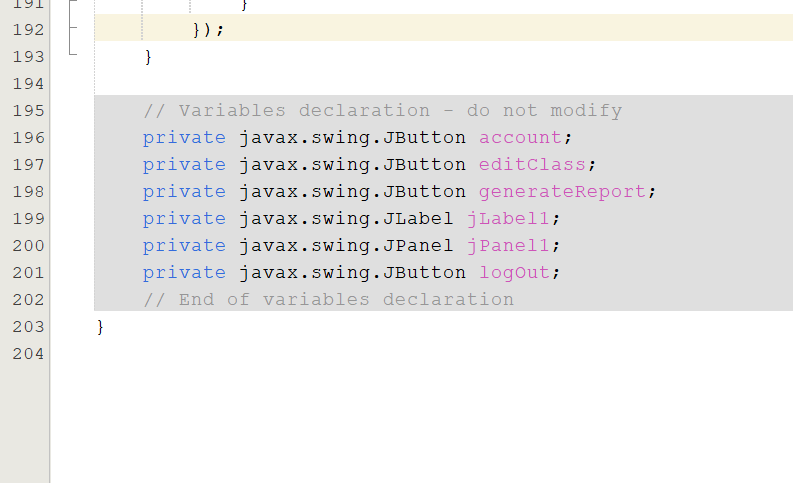 191 }
192 });
193 }
194
195 // Variables declaration - do not modify
196 private javax.swing.JButton account;
197 private javax.swing.JButton editClass;
198 private javax.swing.JButton generateReport;
199 private javax.swing.JLabel jLabel1;
200 private javax.swing.JPanel jPanel1;
201 private javax.swing.JButton logOut;
202 // End of variables declaration
203 }
204